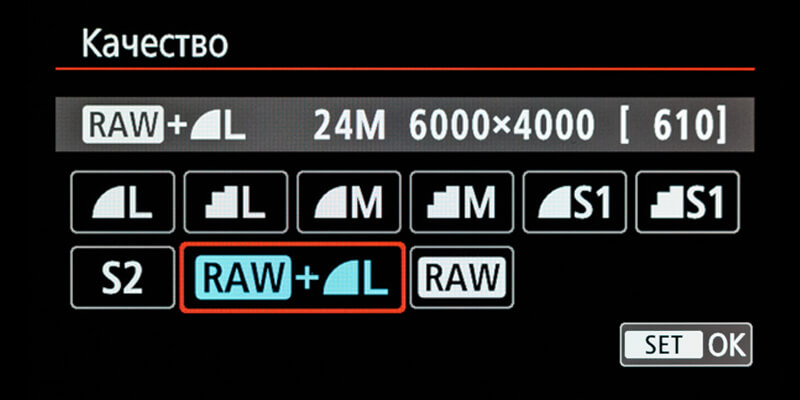 Качество
RAW+L 24M 6000×4000 [ 610]
L L M M S1 S1
S2 RAW+L RAW
SET OK